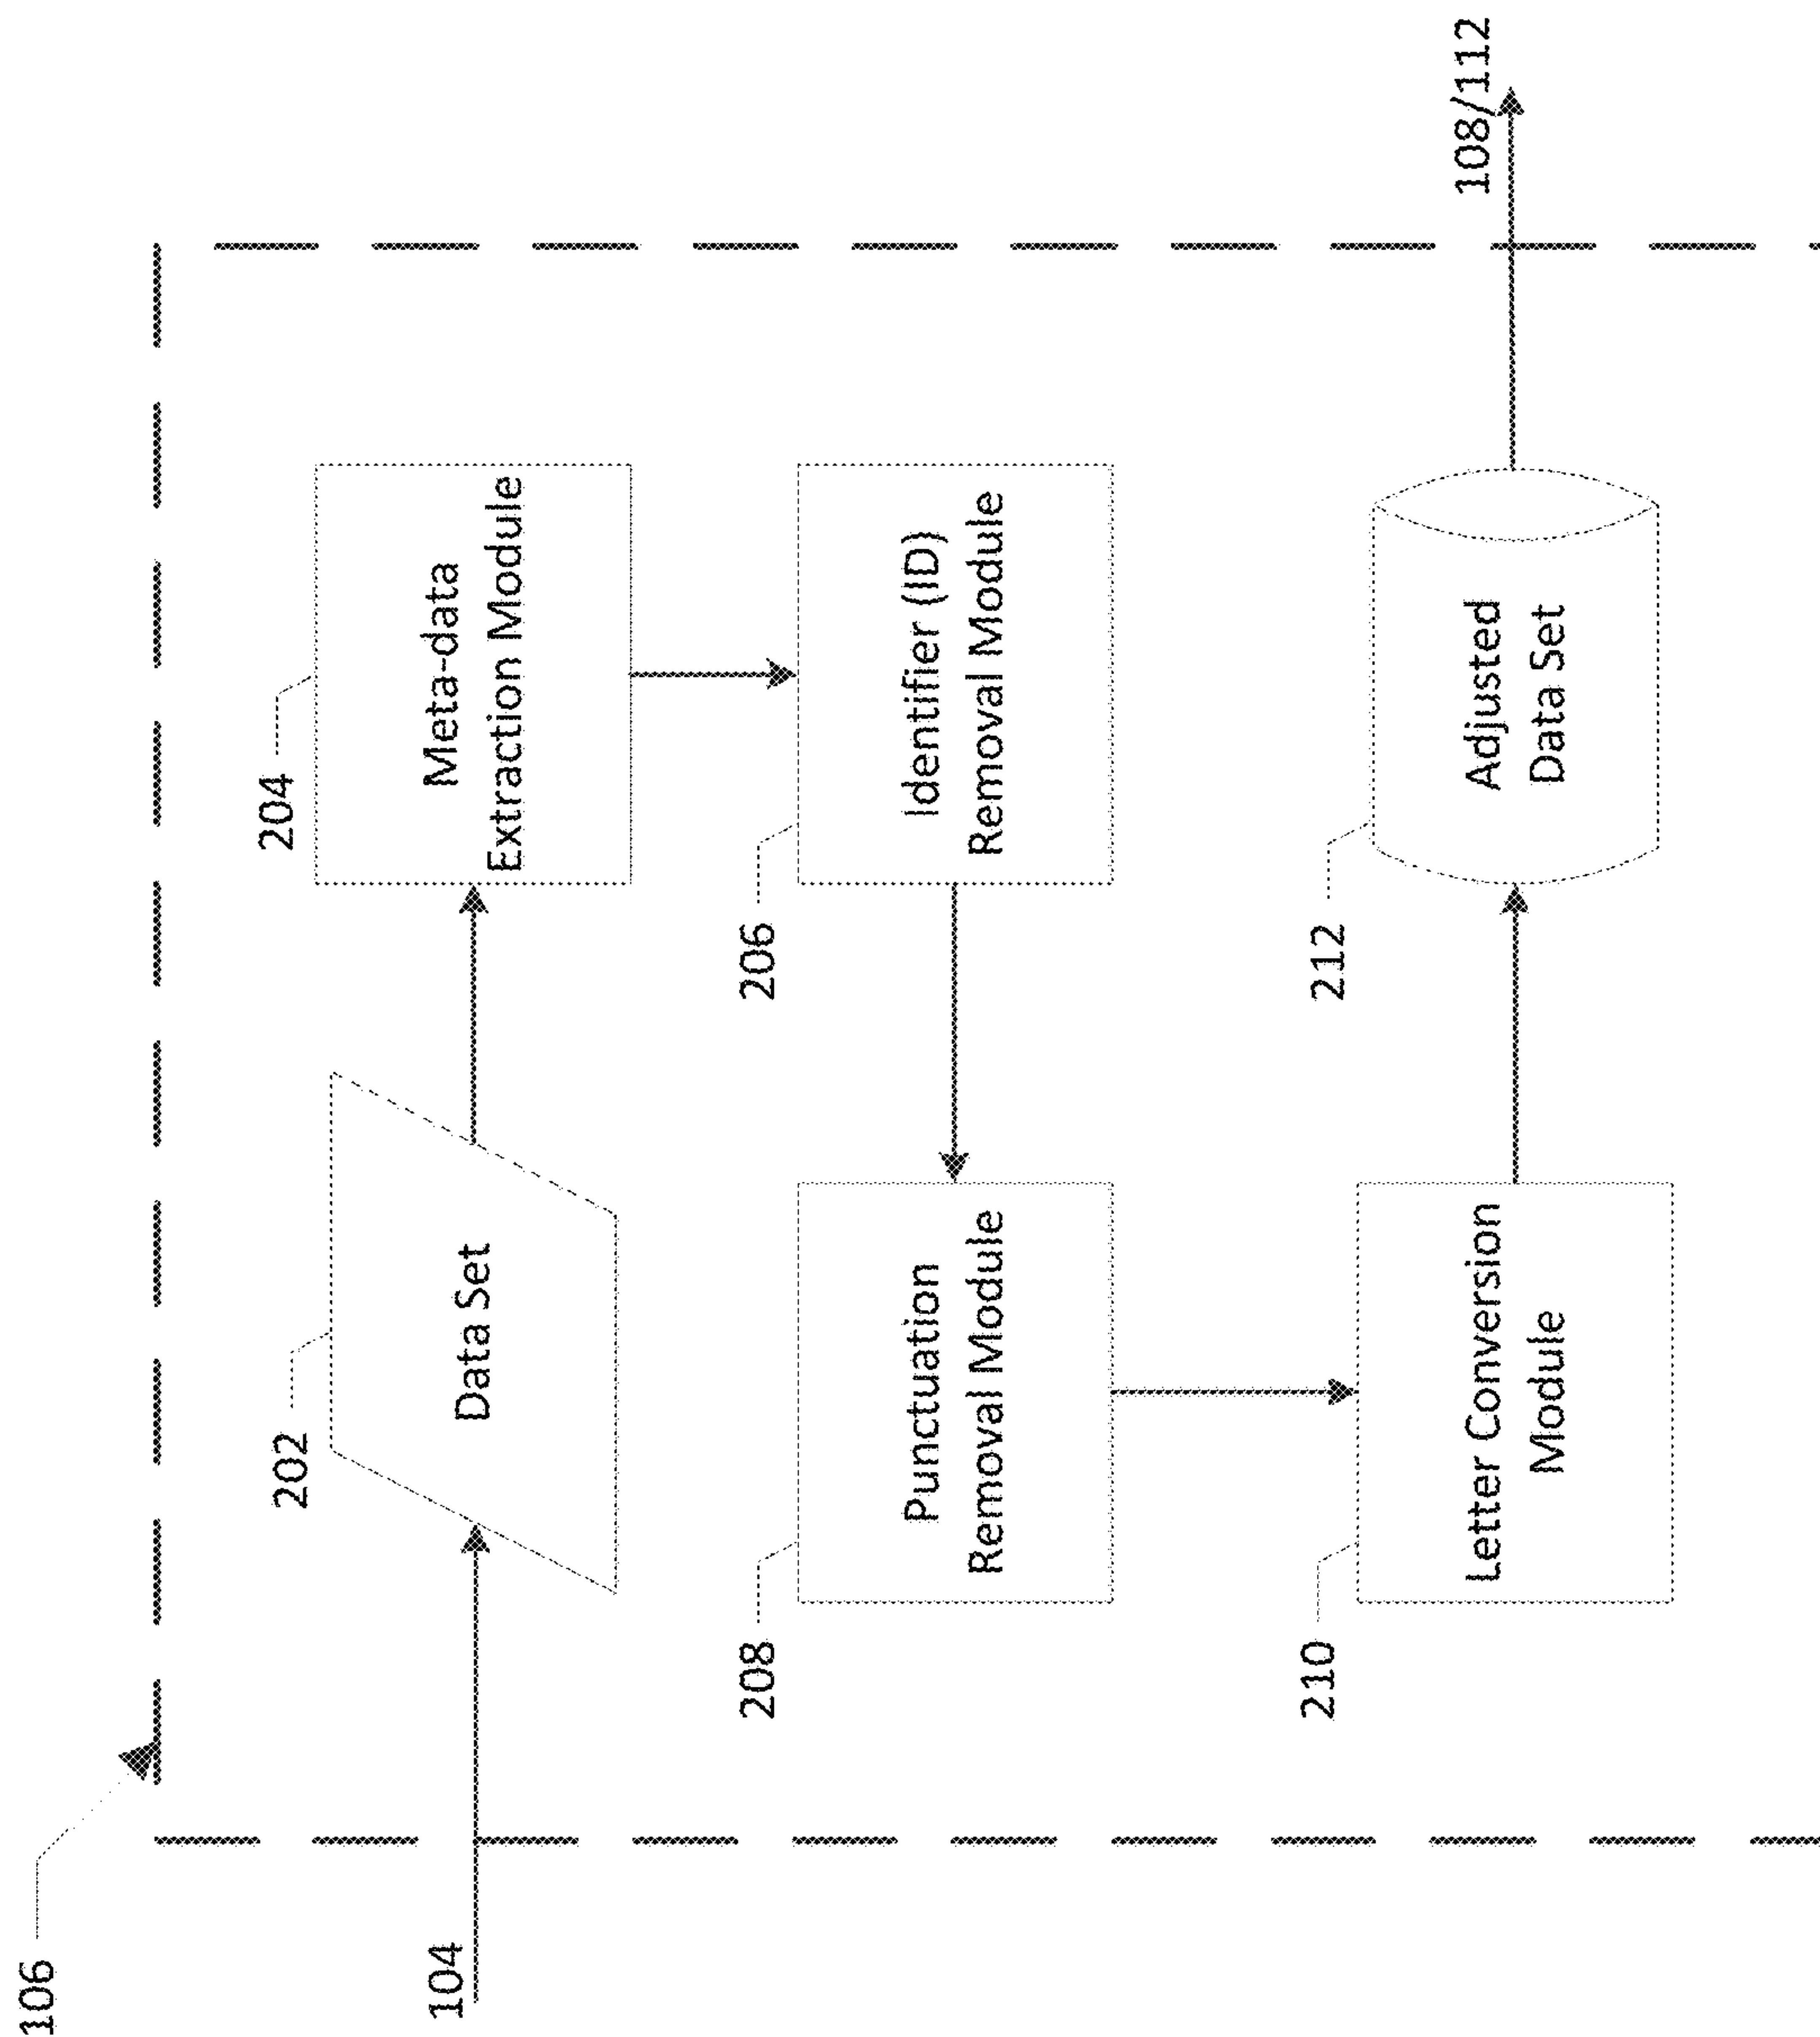 106
104
202
Data Set
204
Meta-data
Extraction Module
206
Identifier (ID)
Removal Module
208
Punctuation
Removal Module
210
Letter Conversion
Module
212
Adjusted
Data Set
108/112